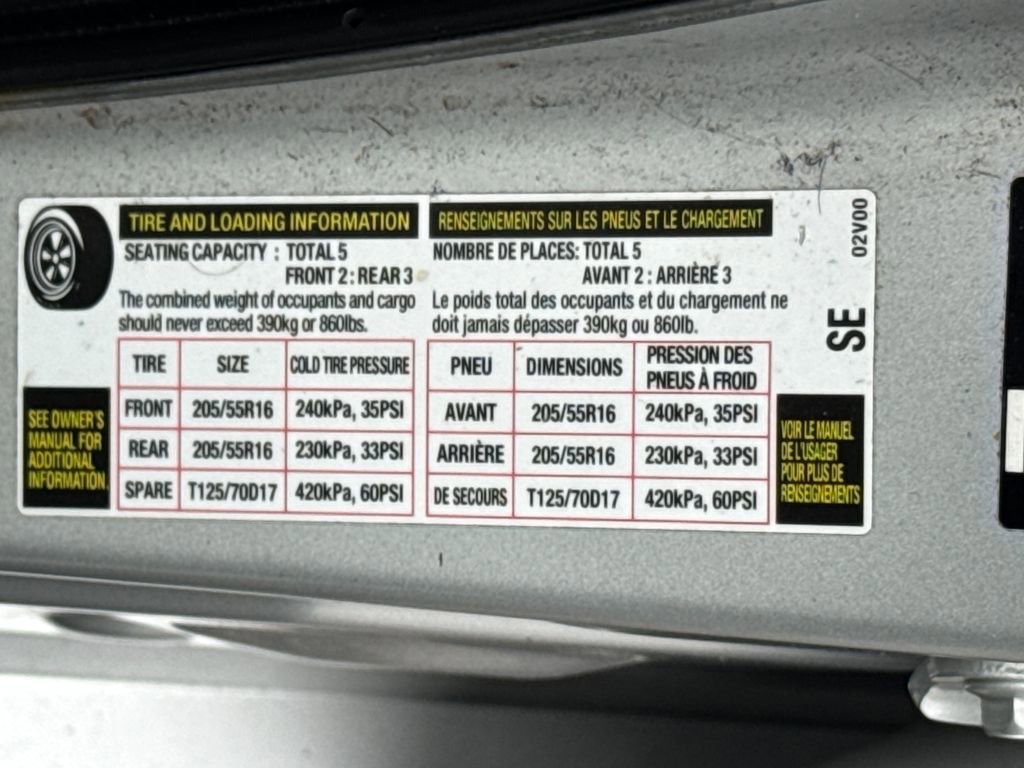 TIRE AND LOADING INFORMATION
SEATING CAPACITY : TOTAL 5
FRONT 2 : REAR 3
The combined weight of occupants and cargo
should never exceed 390kg or 860lbs.
TIRE SIZE COLD TIRE PRESSURE
FRONT 205/55R16 240kPa, 35PSI
REAR 205/55R16 230kPa, 33PSI
SPARE T125/70D17 420kPa, 60PSI
SEE OWNER'S
MANUAL FOR
ADDITIONAL
INFORMATION.
RENSEIGNEMENTS SUR LES PNEUS ET LE CHARGEMENT
NOMBRE DE PLACES: TOTAL 5
AVANT 2 : ARRIÈRE 3
Le poids total des occupants et du chargement ne
doit jamais dépasser 390kg ou 860lb.
PNEU DIMENSIONS PRESSION DES
PNEUS À FROID
AVANT 205/55R16 240kPa, 35PSI
ARRIÈRE 205/55R16 230kPa, 33PSI
DE SECOURS T125/70D17 420kPa, 60PSI
VOIR LE MANUEL
DE L'USAGER
POUR PLUS DE
RENSEIGNEMENTS
02V00
SE